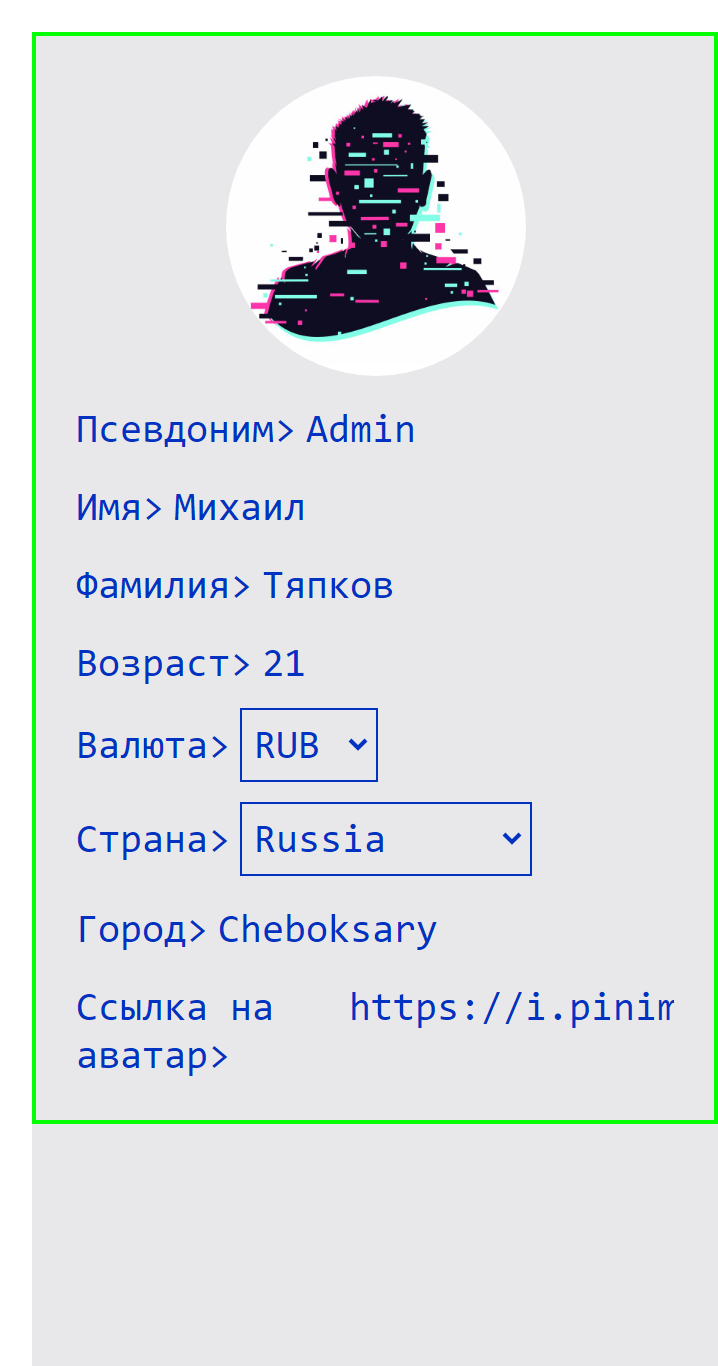 Псевдоним> Admin
Имя> Михаил
Фамилия> Тяпков
Возраст> 21
Валюта> RUB
Страна> Russia
Город> Cheboksary
Ссылка на https://i.pinim
аватар>